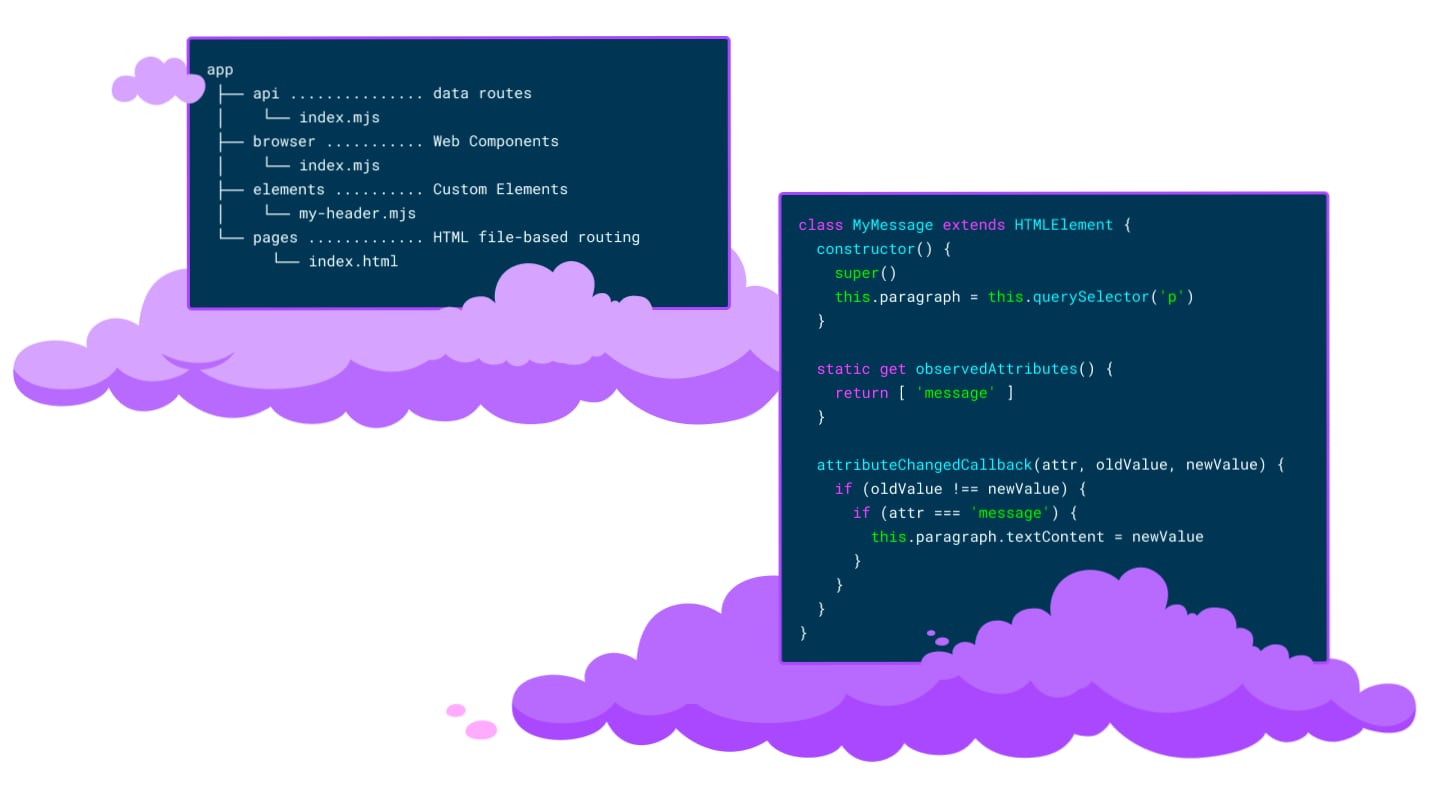 app
├── api ............... data routes
│    └── index.mjs
├── browser ........... Web Components
│    └── index.mjs
├── elements .......... Custom Elements
│    └── my-header.mjs
└── pages ............. HTML file-based routing
      └── index.html
class MyMessage extends HTMLElement {
  constructor() {
    super()
    this.paragraph = this.querySelector('p')
  }

  static get observedAttributes() {
    return [ 'message' ]
  }

  attributeChangedCallback(attr, oldValue, newValue) {
    if (oldValue !== newValue) {
      if (attr === 'message') {
        this.paragraph.textContent = newValue
      }
    }
  }
}